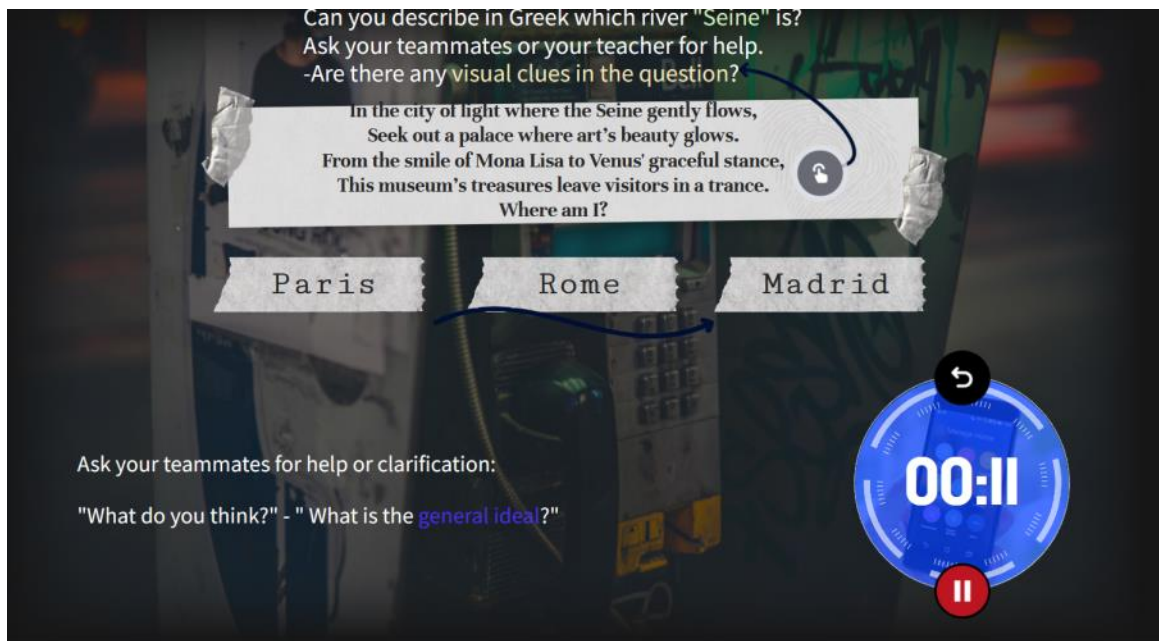 Can you describe in Greek which river "Seine" is?
Ask your teammates or your teacher for help.
-Are there any visual clues in the question?
Bell
In the city of light where the Seine gently flows,
Seek out a palace where art's beauty glows.
From the smile of Mona Lisa to Venus' graceful stance,
This museum's treasures leave visitors in a trance.
Where am I?
Paris Rome Madrid
00:11
Ask your teammates for help or clarification:
"What do you think?" - " What is the general ideal?"